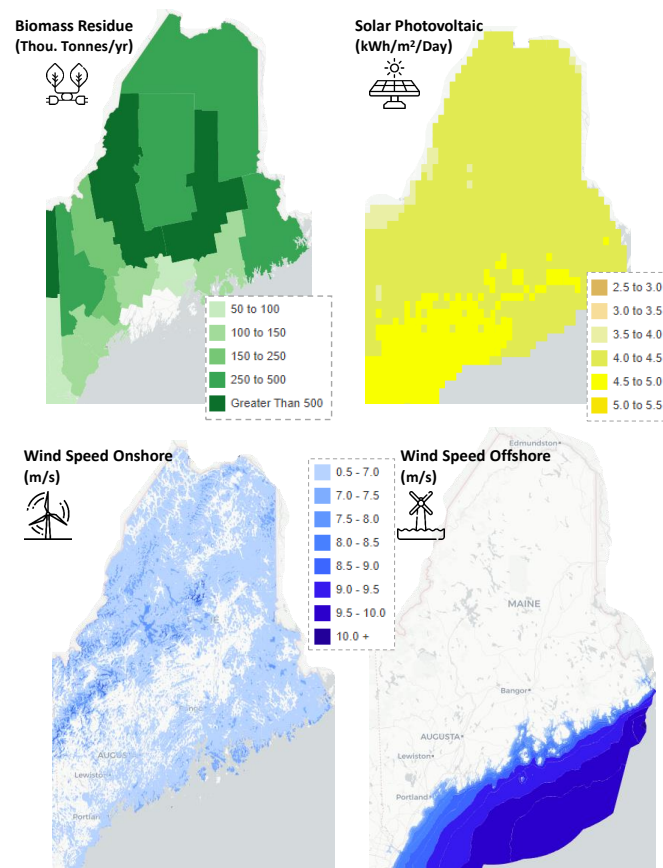 Biomass Residue
(Thou. Tonnes/yr)
50 to 100
100 to 150
150 to 250
250 to 500
Greater Than 500
Solar Photovoltaic
(kWh/m²/Day)
2.5 to 3.0
3.0 to 3.5
3.5 to 4.0
4.0 to 4.5
4.5 to 5.0
5.0 to 5.5
Wind Speed Onshore
(m/s)
AUGUSTA
Lewiston
Portland
0.5 - 7.0
7.0 - 7.5
7.5 - 8.0
8.0 - 8.5
8.5 - 9.0
9.0 - 9.5
9.5 - 10.0
10.0 +
Wind Speed Offshore
(m/s)
Edmundston
MAINE
Bangor
AUGUSTA
Lewiston
Portland